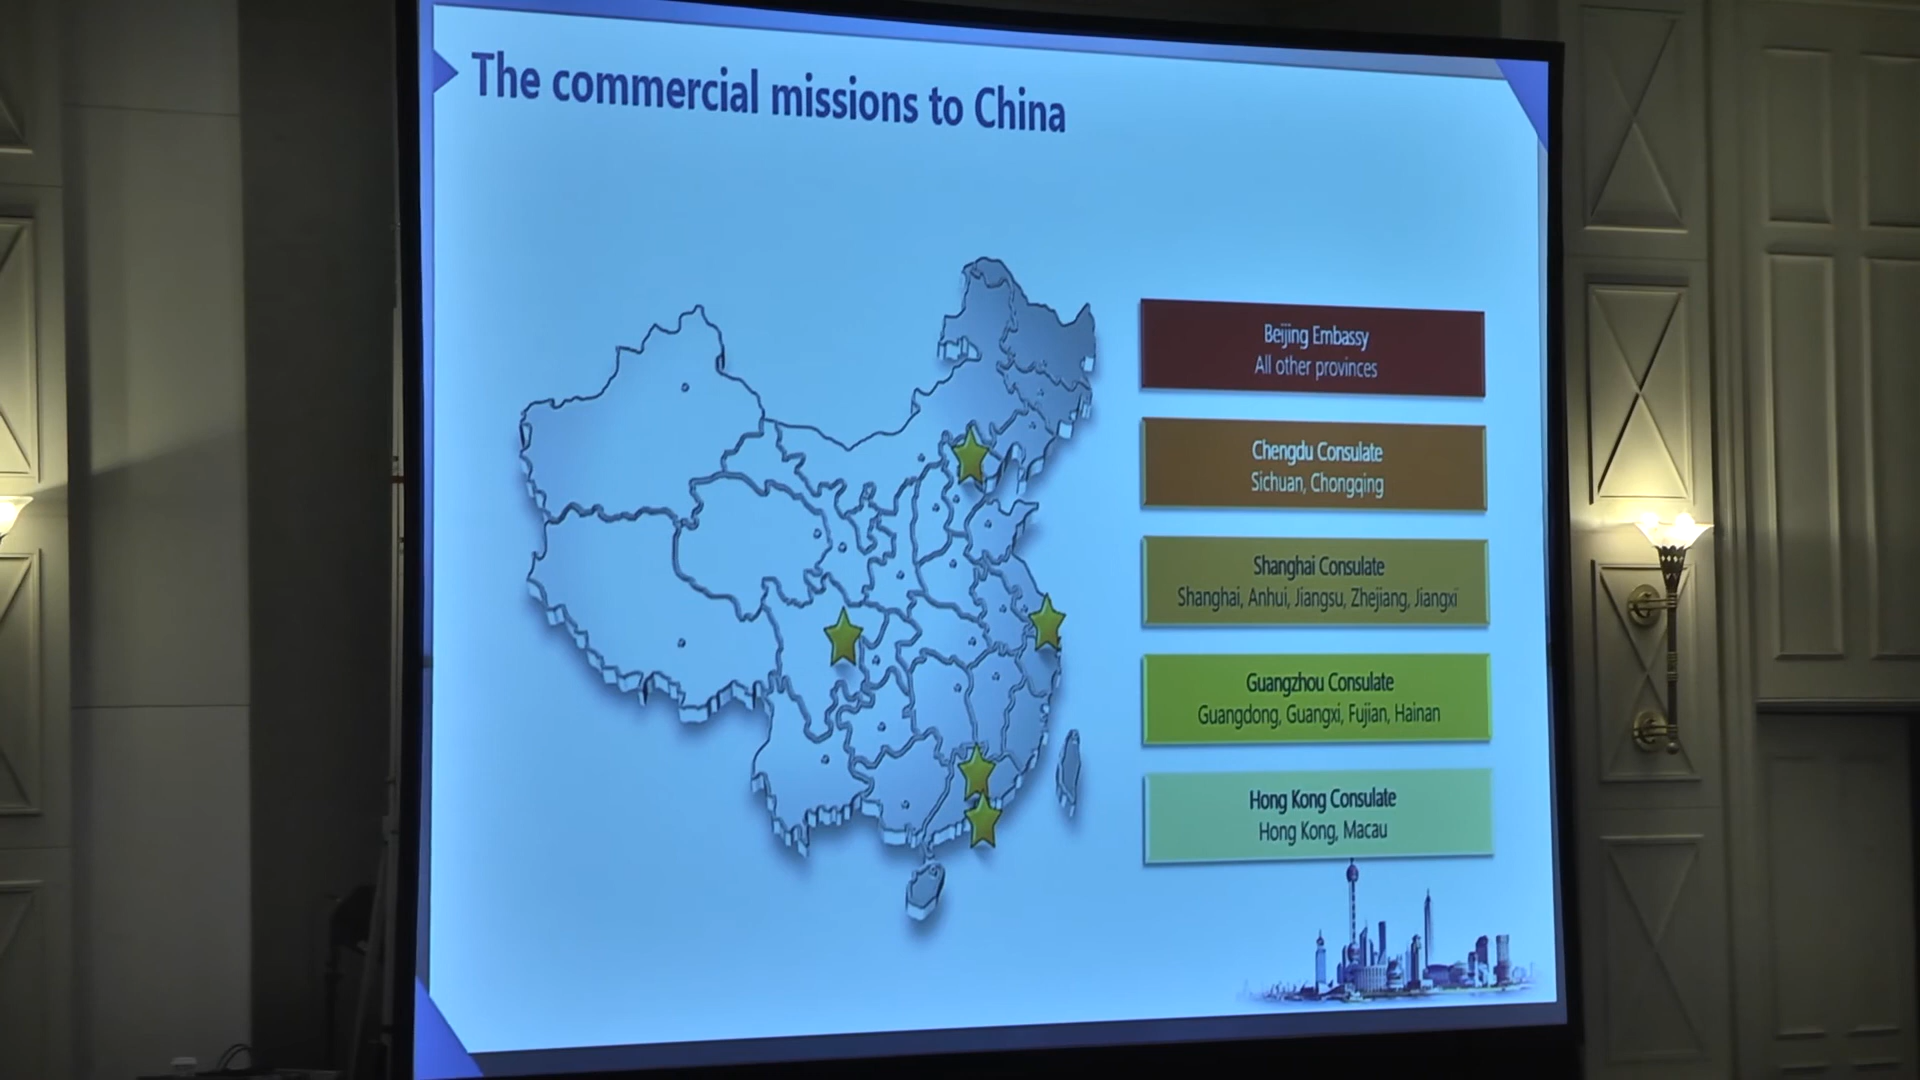 The commercial missions to China
Beijing Embassy
All other provinces
Chengdu Consulate
Sichuan, Chongqing
Shanghai Consulate
Shanghai, Anhui, Jiangsu, Zhejiang, Jiangxi
Guangzhou Consulate
Guangdong, Guangxi, Fujian, Hainan
Hong Kong Consulate
Hong Kong, Macau